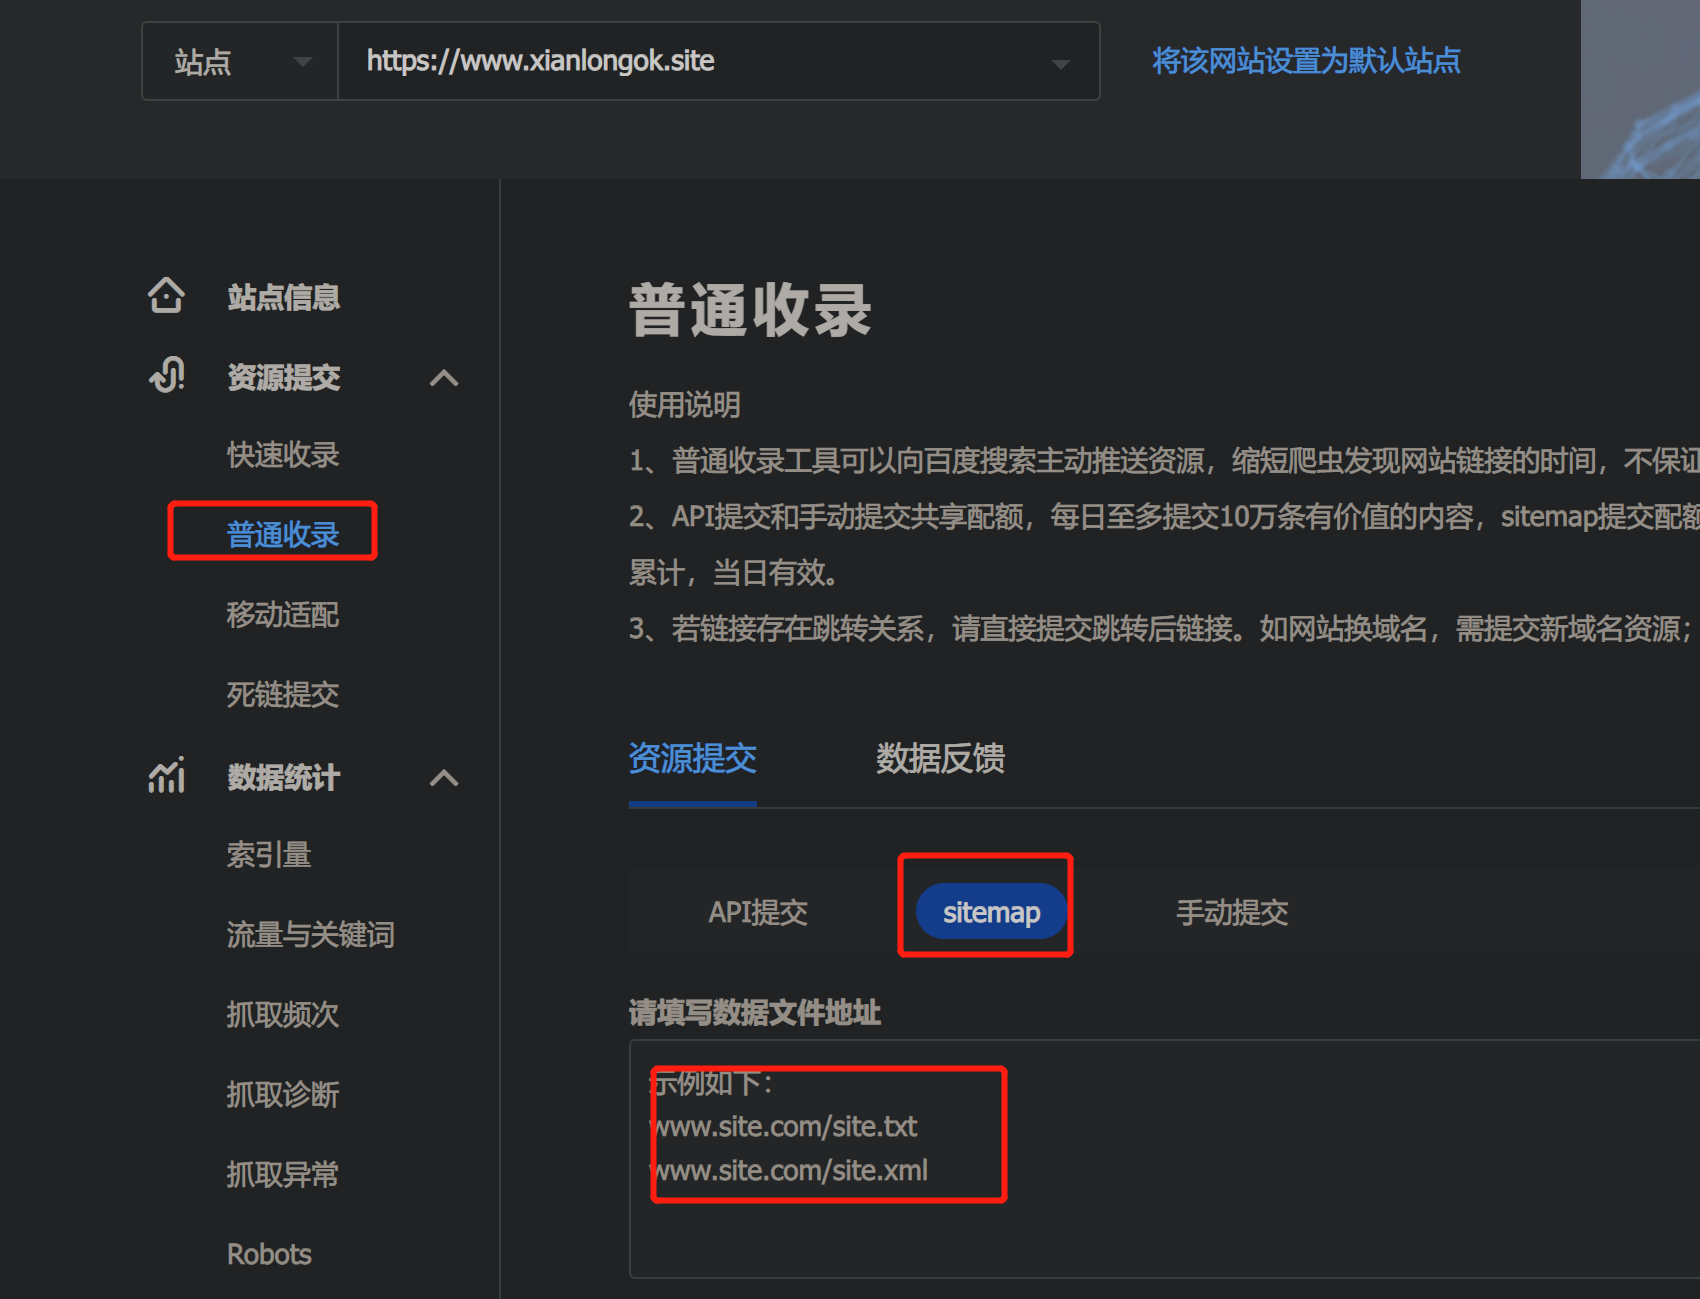 站点
https://www.xianlongok.site
将该网站设置为默认站点
站点信息
资源提交
快速收录
普通收录
移动适配
死链提交
数据统计
索引量
流量与关键词
抓取频次
抓取诊断
抓取异常
Robots
普通收录
使用说明
1、普通收录工具可以向百度搜索主动推送资源，缩短爬虫发现网站链接的时间，不保证
2、API提交和手动提交共享配额，每日至多提交10万条有价值的内容，sitemap提交配额
累计，当日有效。
3、若链接存在跳转关系，请直接提交跳转后链接。如网站换域名，需提交新域名资源；
资源提交
数据反馈
API提交
sitemap
手动提交
请填写数据文件地址
示例如下：
www.site.com/site.txt
www.site.com/site.xml